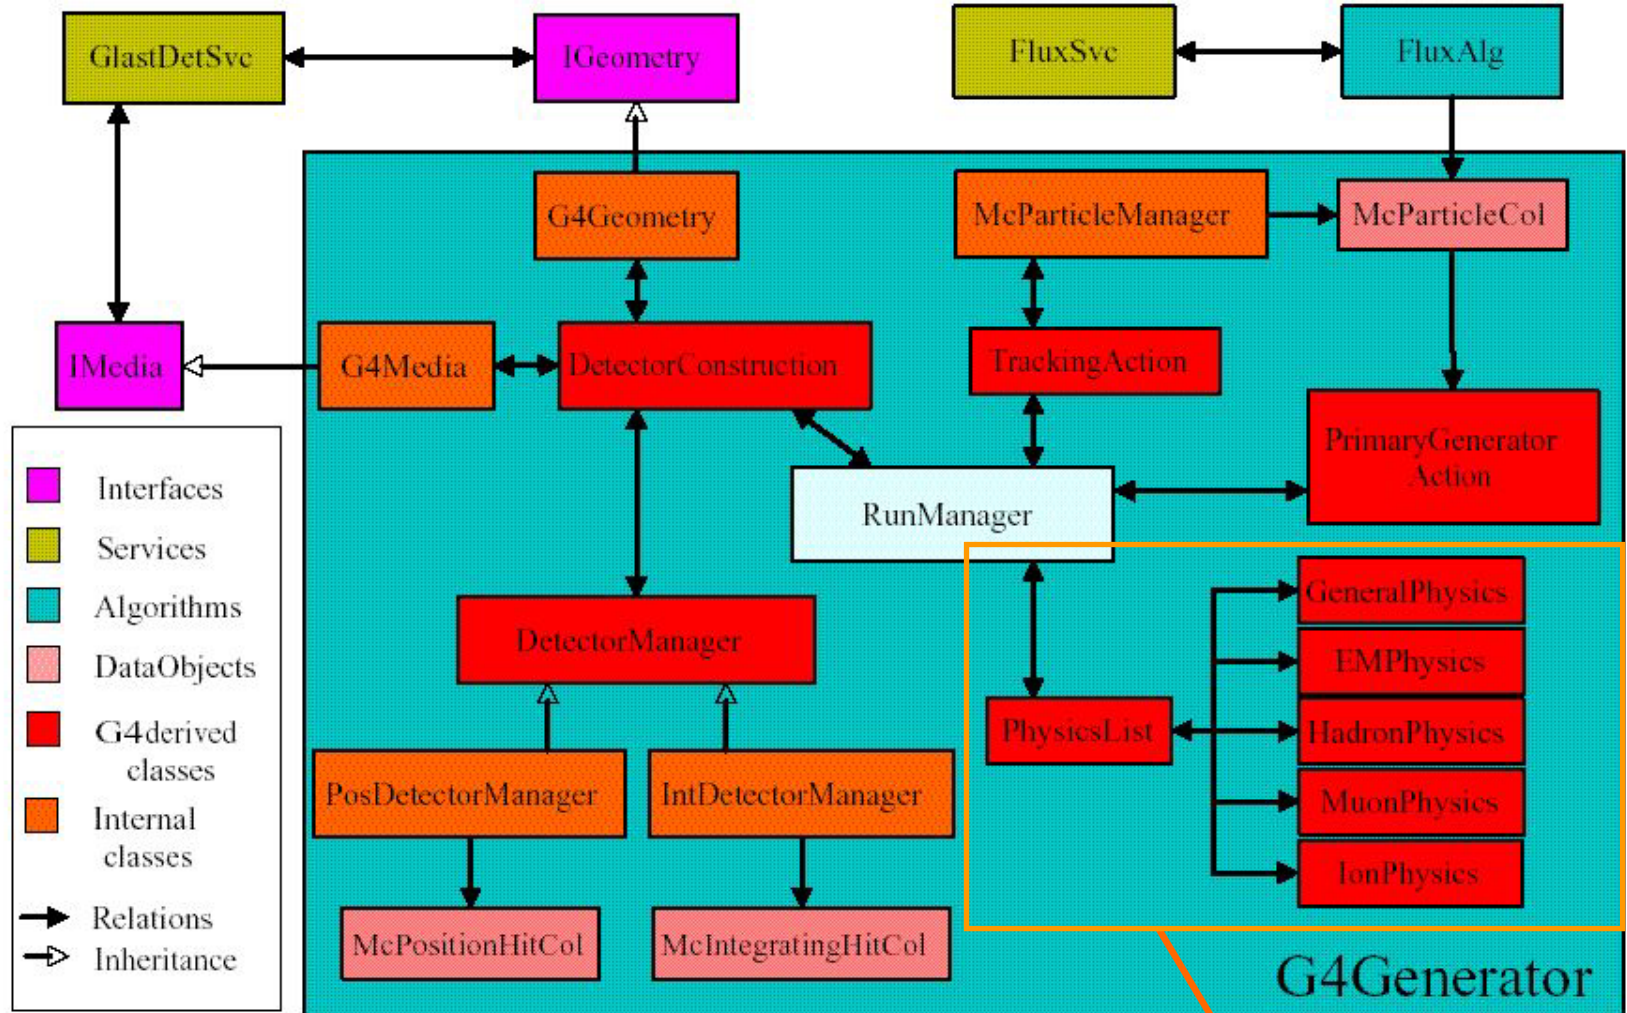 GlastDetSvc
IGeometry
FluxSvc
FluxAlg
G4Geometry
McParticleManager
McParticleCol
IMedia
G4Media
DetectorConstruction
TrackingAction
PrimaryGenerator
Action
RunManager
Interfaces
Services
Algorithms
DataObjects
G4derived
classes
Internal
classes
Relations
Inheritance
DetectorManager
GeneralPhysics
EMPhysics
PhysicsList
HadronPhysics
MuonPhysics
IonPhysics
PosDetectorManager
IntDetectorManager
McPositionHitCol
McIntegratingHitCol
G4Generator